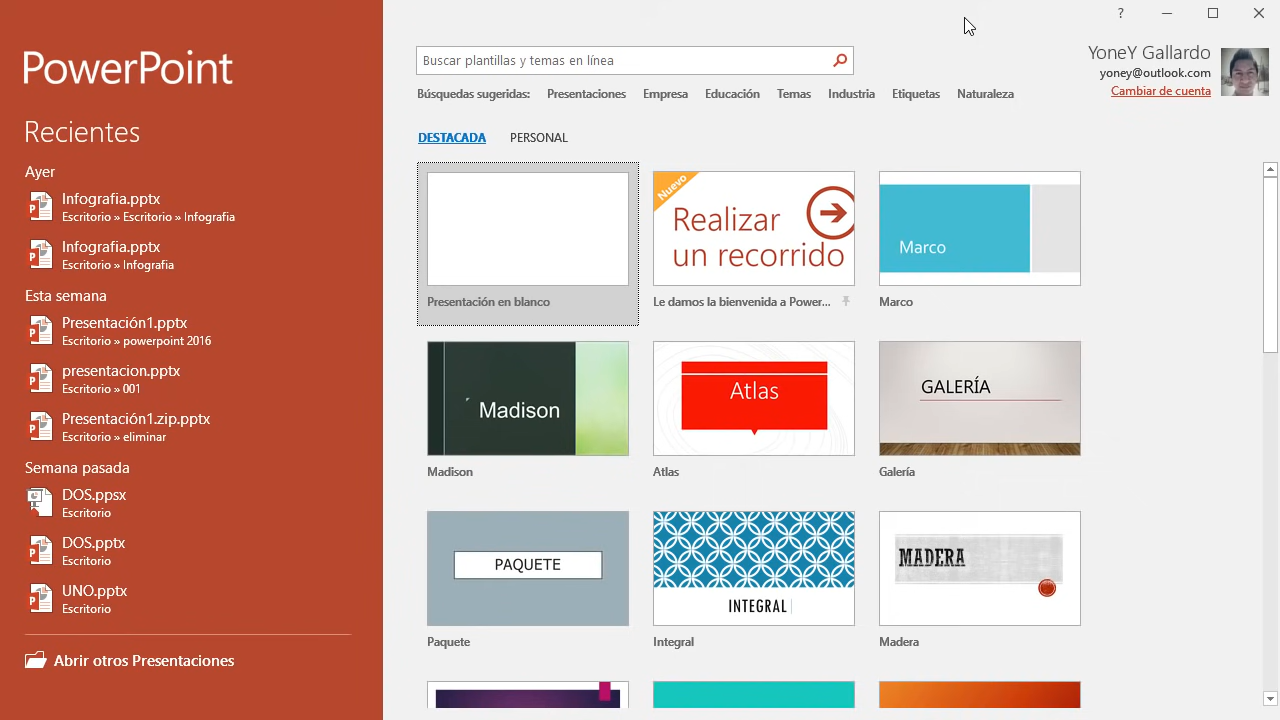 PowerPoint
Recientes
Ayer
Infografia.pptx
Escritorio » Escritorio » Infografia
Infografia.pptx
Escritorio » Infografia
Esta semana
Presentación1.pptx
Escritorio » powerpoint 2016
presentacion.pptx
Escritorio » 001
Presentación1.zip.pptx
Escritorio » eliminar
Semana pasada
DOS.ppsx
Escritorio
DOS.pptx
Escritorio
UNO.pptx
Escritorio
Abrir otros Presentaciones
?
YoneY Gallardo
yoney@outlook.com
Cambiar de cuenta
Buscar plantillas y temas en línea
Búsquedas sugeridas: Presentaciones Empresa Educación Temas Industria Etiquetas Naturaleza
DESTACADA PERSONAL
Presentación en blanco
Nuevo
Realizar
un recorrido
Le damos la bienvenida a Power...
Marco
Marco
Madison
Madison
Atlas
Atlas
GALERÍA
Galería
PAQUETE
Paquete
INTEGRAL
Integral
MADERA
Madera